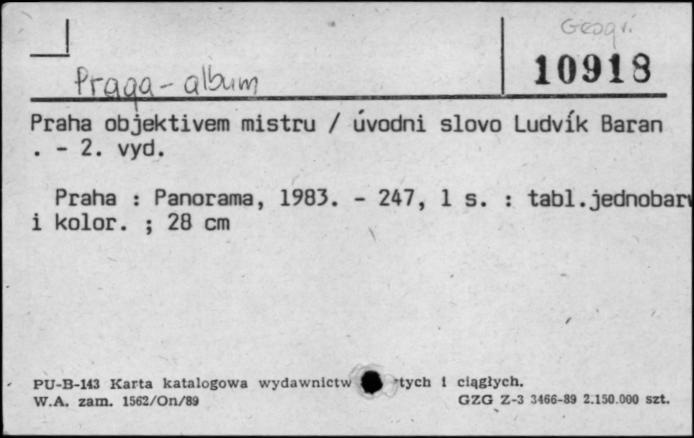 Geogr.
10918
Praga - album
Praha objektivem mistru / úvodni slovo Ludvík Baran
. - 2. vyd.
Praha : Panorama, 1983. - 247, 1 s. : tabl.jednobarw
i kolor. ; 28 cm
PU-B-143 Karta katalogowa wydawnictw tych i ciągłych.
W.A. zam. 1562/On/89 GZG Z-3 3466-89 2.150.000 szt.